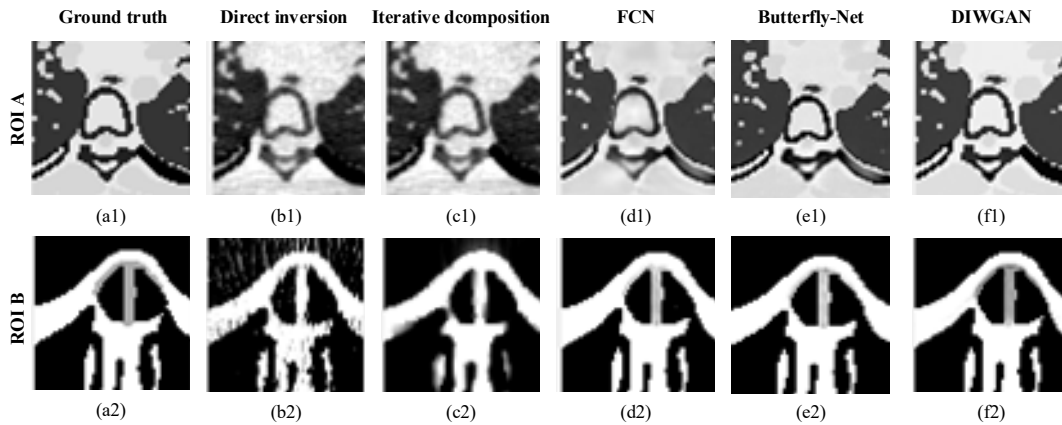 Ground truth Direct inversion Iterative dcomposition FCN Butterfly-Net DIWGAN
ROI A
(a1) (b1) (c1) (d1) (e1) (f1)
ROI B
(a2) (b2) (c2) (d2) (e2) (f2)